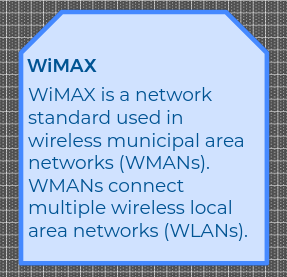 WiMAX
WiMAX is a network
standard used in
wireless municipal area
networks (WMANs).
WMANs connect
multiple wireless local
area networks (WLANs).